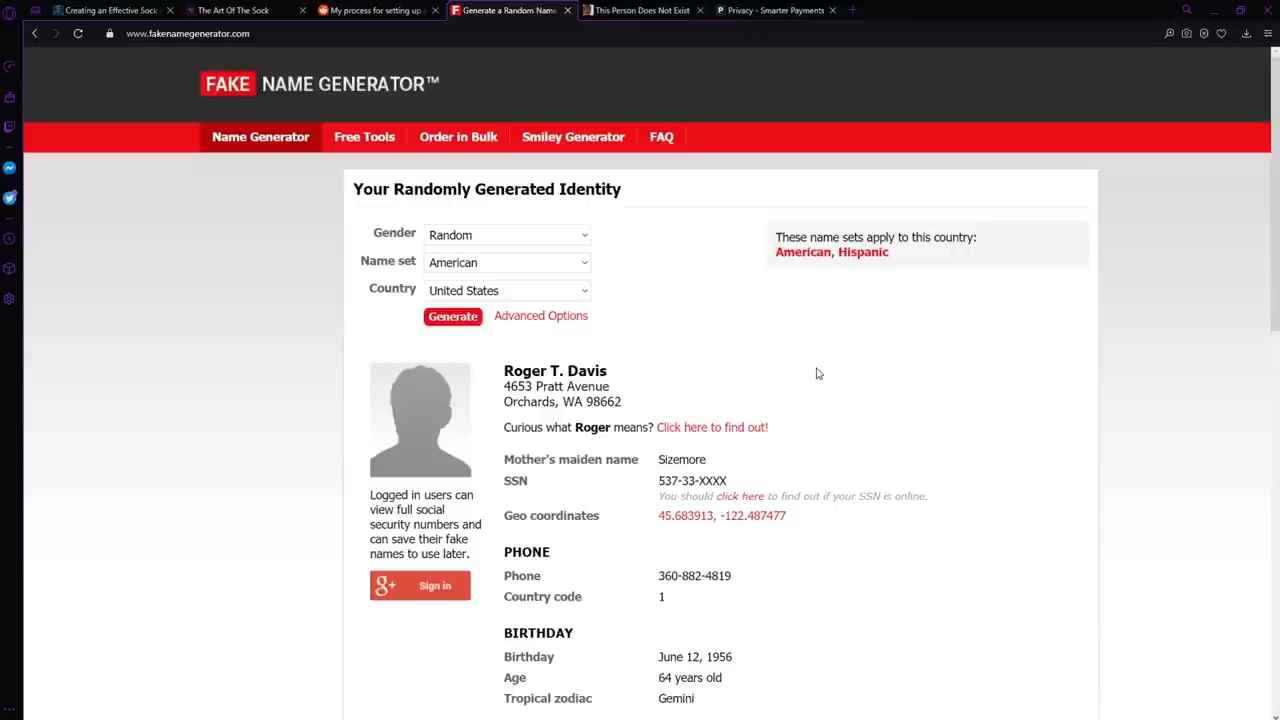 Creating an Effective Sock
The Art Of The Sock
My process for setting up
Generate a Random Name
This Person Does Not Exist
Privacy - Smarter Payments
www.fakenamegenerator.com
FAKE NAME GENERATOR™
Name Generator
Free Tools
Order in Bulk
Smiley Generator
FAQ
Your Randomly Generated Identity
Gender
Random
Name set
American
Country
United States
Generate
Advanced Options
These name sets apply to this country:
American, Hispanic
Logged in users can
view full social
security numbers and
can save their fake
names to use later.
g+ Sign in
Roger T. Davis
4653 Pratt Avenue
Orchards, WA 98662
Curious what Roger means? Click here to find out!
Mother's maiden name Sizemore
SSN 537-33-XXXX
You should click here to find out if your SSN is online.
Geo coordinates 45.683913, -122.487477
PHONE
Phone 360-882-4819
Country code 1
BIRTHDAY
Birthday June 12, 1956
Age 64 years old
Tropical zodiac Gemini